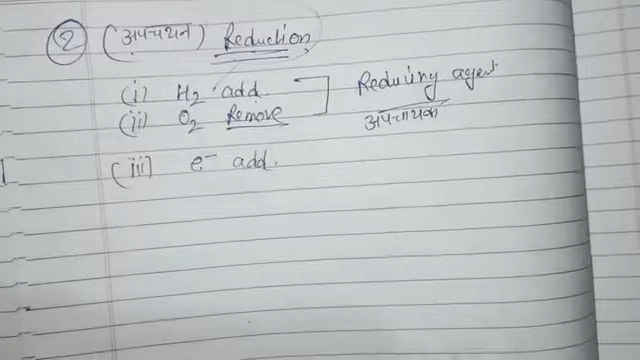 ② (अपचयन) Reduction
(i) H₂ add.
(ii) O₂ Remove
Reducing agent
अपचायक
(iii) e⁻ add.